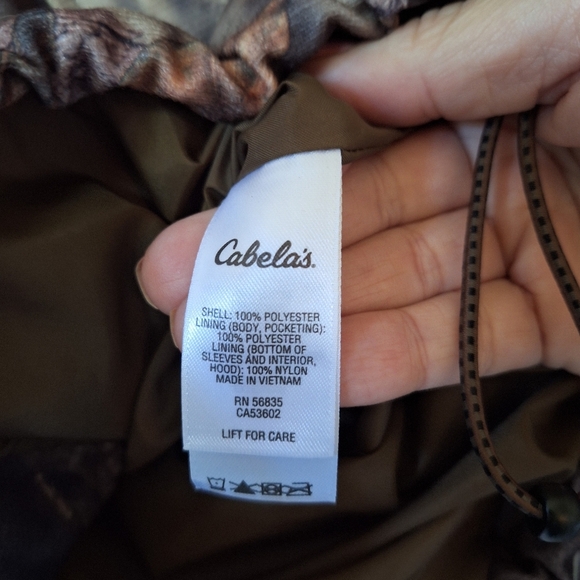 Cabela's.
SHELL: 100% POLYESTER
LINING (BODY, POCKETING):
100% POLYESTER
LINING (BOTTOM OF
SLEEVES AND INTERIOR,
HOOD): 100% NYLON
MADE IN VIETNAM
RN 56835
CA53602
LIFT FOR CARE